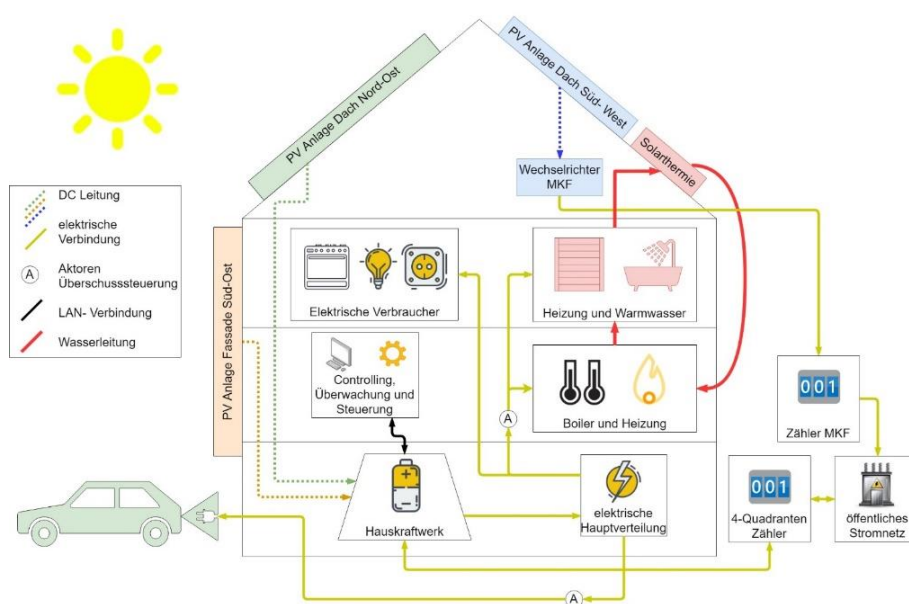 PV Anlage Dach Nord-Ost
PV Anlage Dach Süd- West
Solarthermie
Wechselrichter
MKF
DC Leitung
elektrische
Verbindung
A
Aktoren
Überschusssteuerung
LAN- Verbindung
Wasserleitung
PV Anlage Fassade Süd-Ost
Elektrische Verbraucher
Heizung und Warmwasser
Controlling,
Überwachung und
Steuerung
A
Boiler und Heizung
001
Zähler MKF
Hauskraftwerk
elektrische
Hauptverteilung
001
4-Quadranten
Zähler
öffentliches
Stromnetz
A